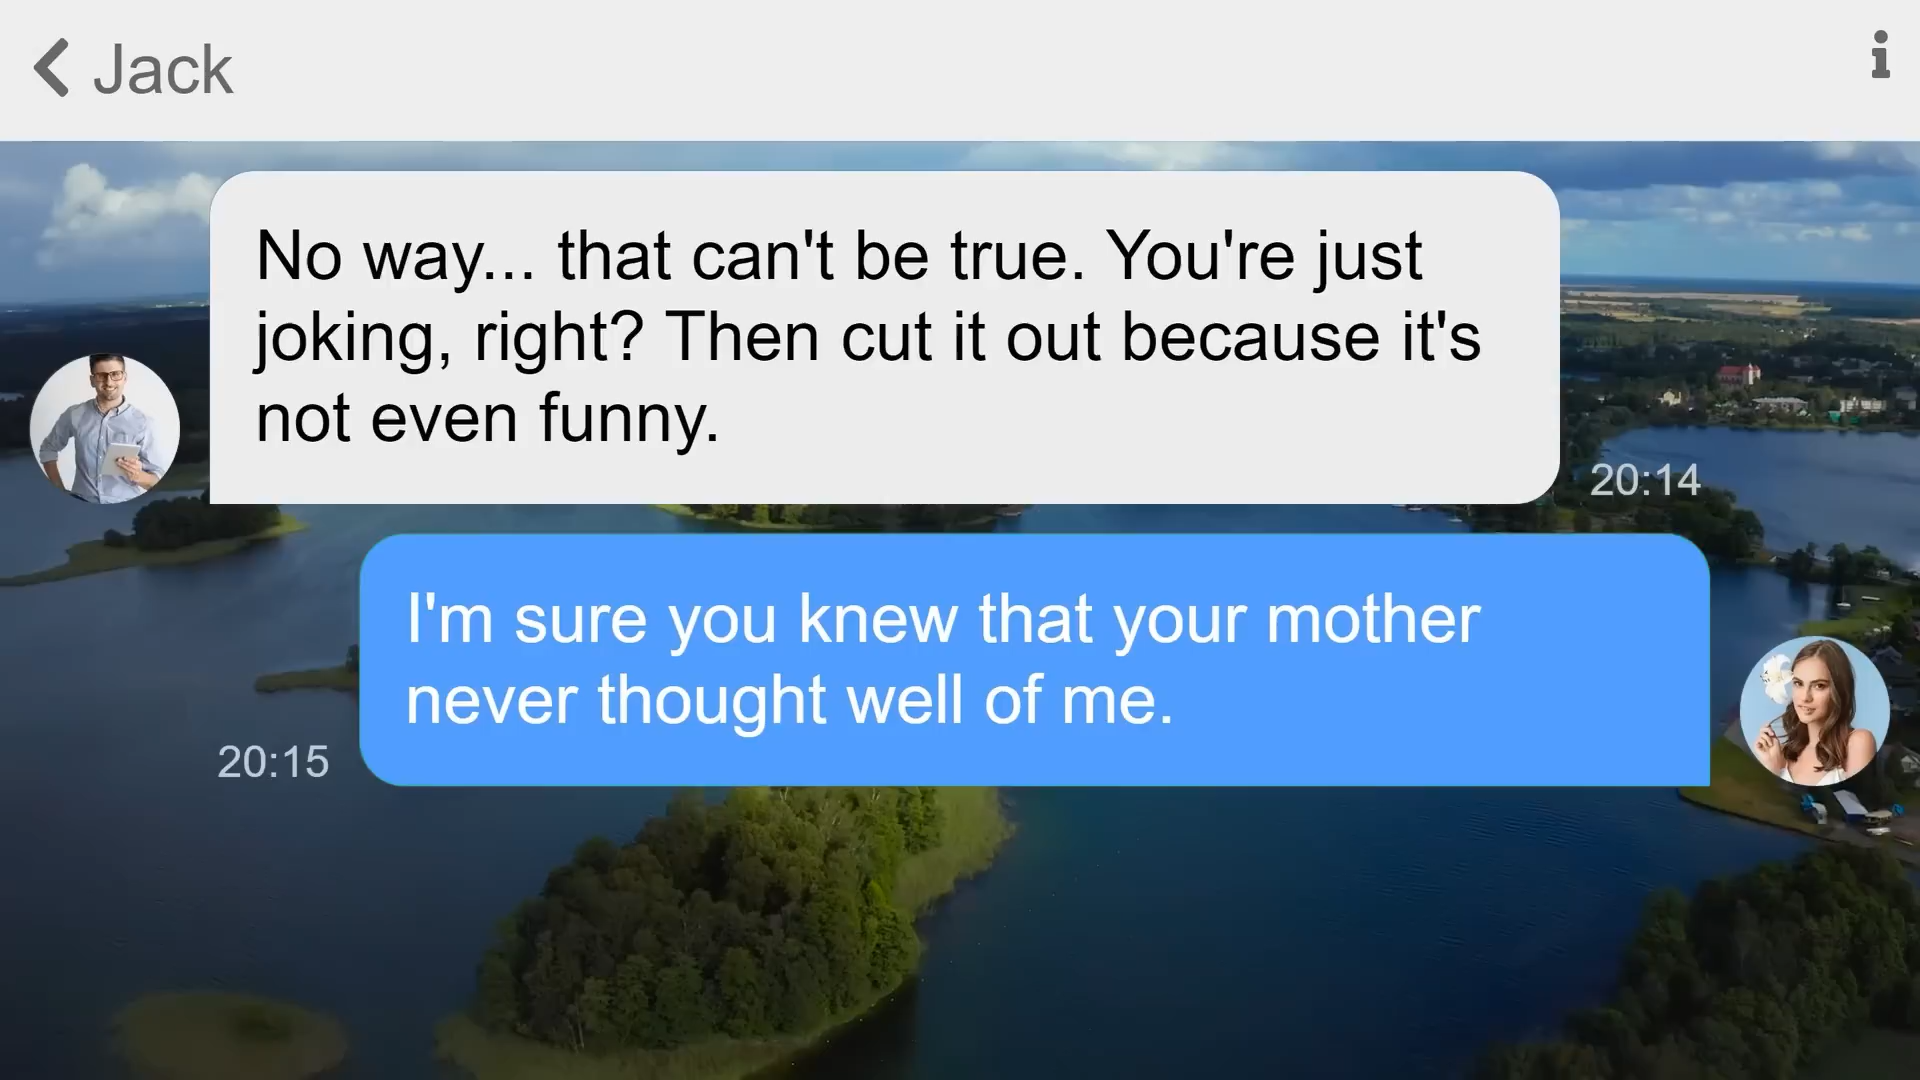 Jack
No way... that can't be true. You're just
joking, right? Then cut it out because it's
not even funny.
20:14
I'm sure you knew that your mother
never thought well of me.
20:15